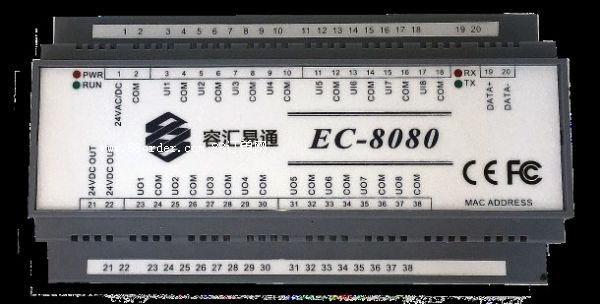 1 2 3 4 5 6 7 8 9 10 11 12 13 14 15 16 17 18 19 20
PWR 1 2 3 4 5 6 7 8 9 10 11 12 13 14 15 16 17 18 RX 19 20
RUN 24VAC/DC COM UI1 COM UI2 UI3 COM UI4 COM UI5 COM UI6 UI7 COM UI8 COM TX DATA+ DATA-
容汇易通 EC-8080
CE FC
24VDC OUT 24VDC OUT UO1 COM UO2 COM UO3 COM UO4 COM UO5 COM UO6 COM UO7 COM UO8 COM
21 22 23 24 25 26 27 28 29 30 31 32 33 34 35 36 37 38 MAC ADDRESS
21 22 23 24 25 26 27 28 29 30 31 32 33 34 35 36 37 38